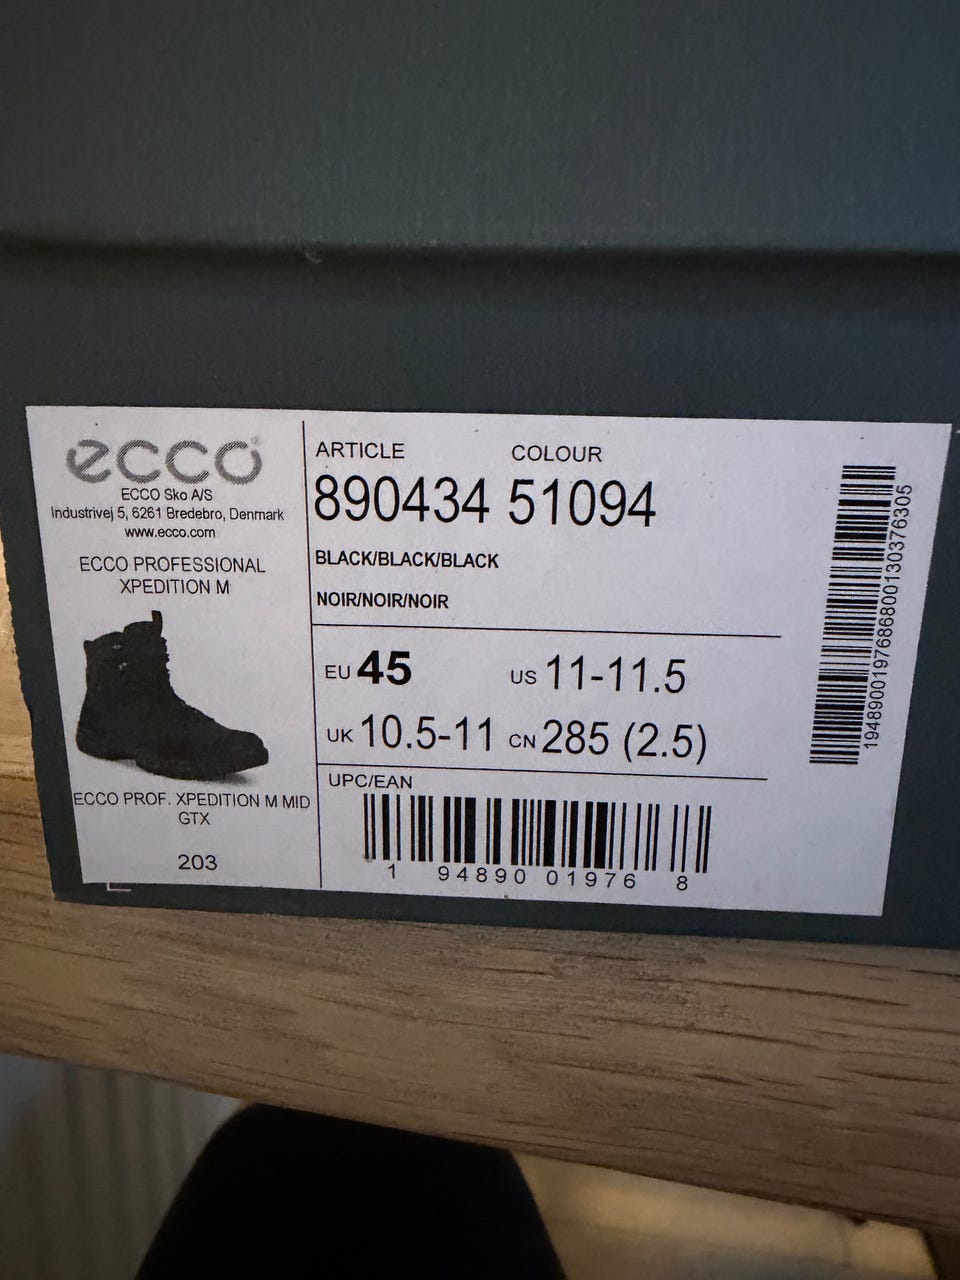 ecco®
ECCO Sko A/S
Industrivej 5, 6261 Bredebro, Denmark
www.ecco.com
ECCO PROFESSIONAL
XPEDITION M
ECCO PROF. XPEDITION M MID
GTX
203
ARTICLE COLOUR
890434 51094
BLACK/BLACK/BLACK
NOIR/NOIR/NOIR
EU 45 US 11-11.5
UK 10.5-11 CN 285 (2.5)
UPC/EAN
1 94890 01976 8
1948900197686800130376305